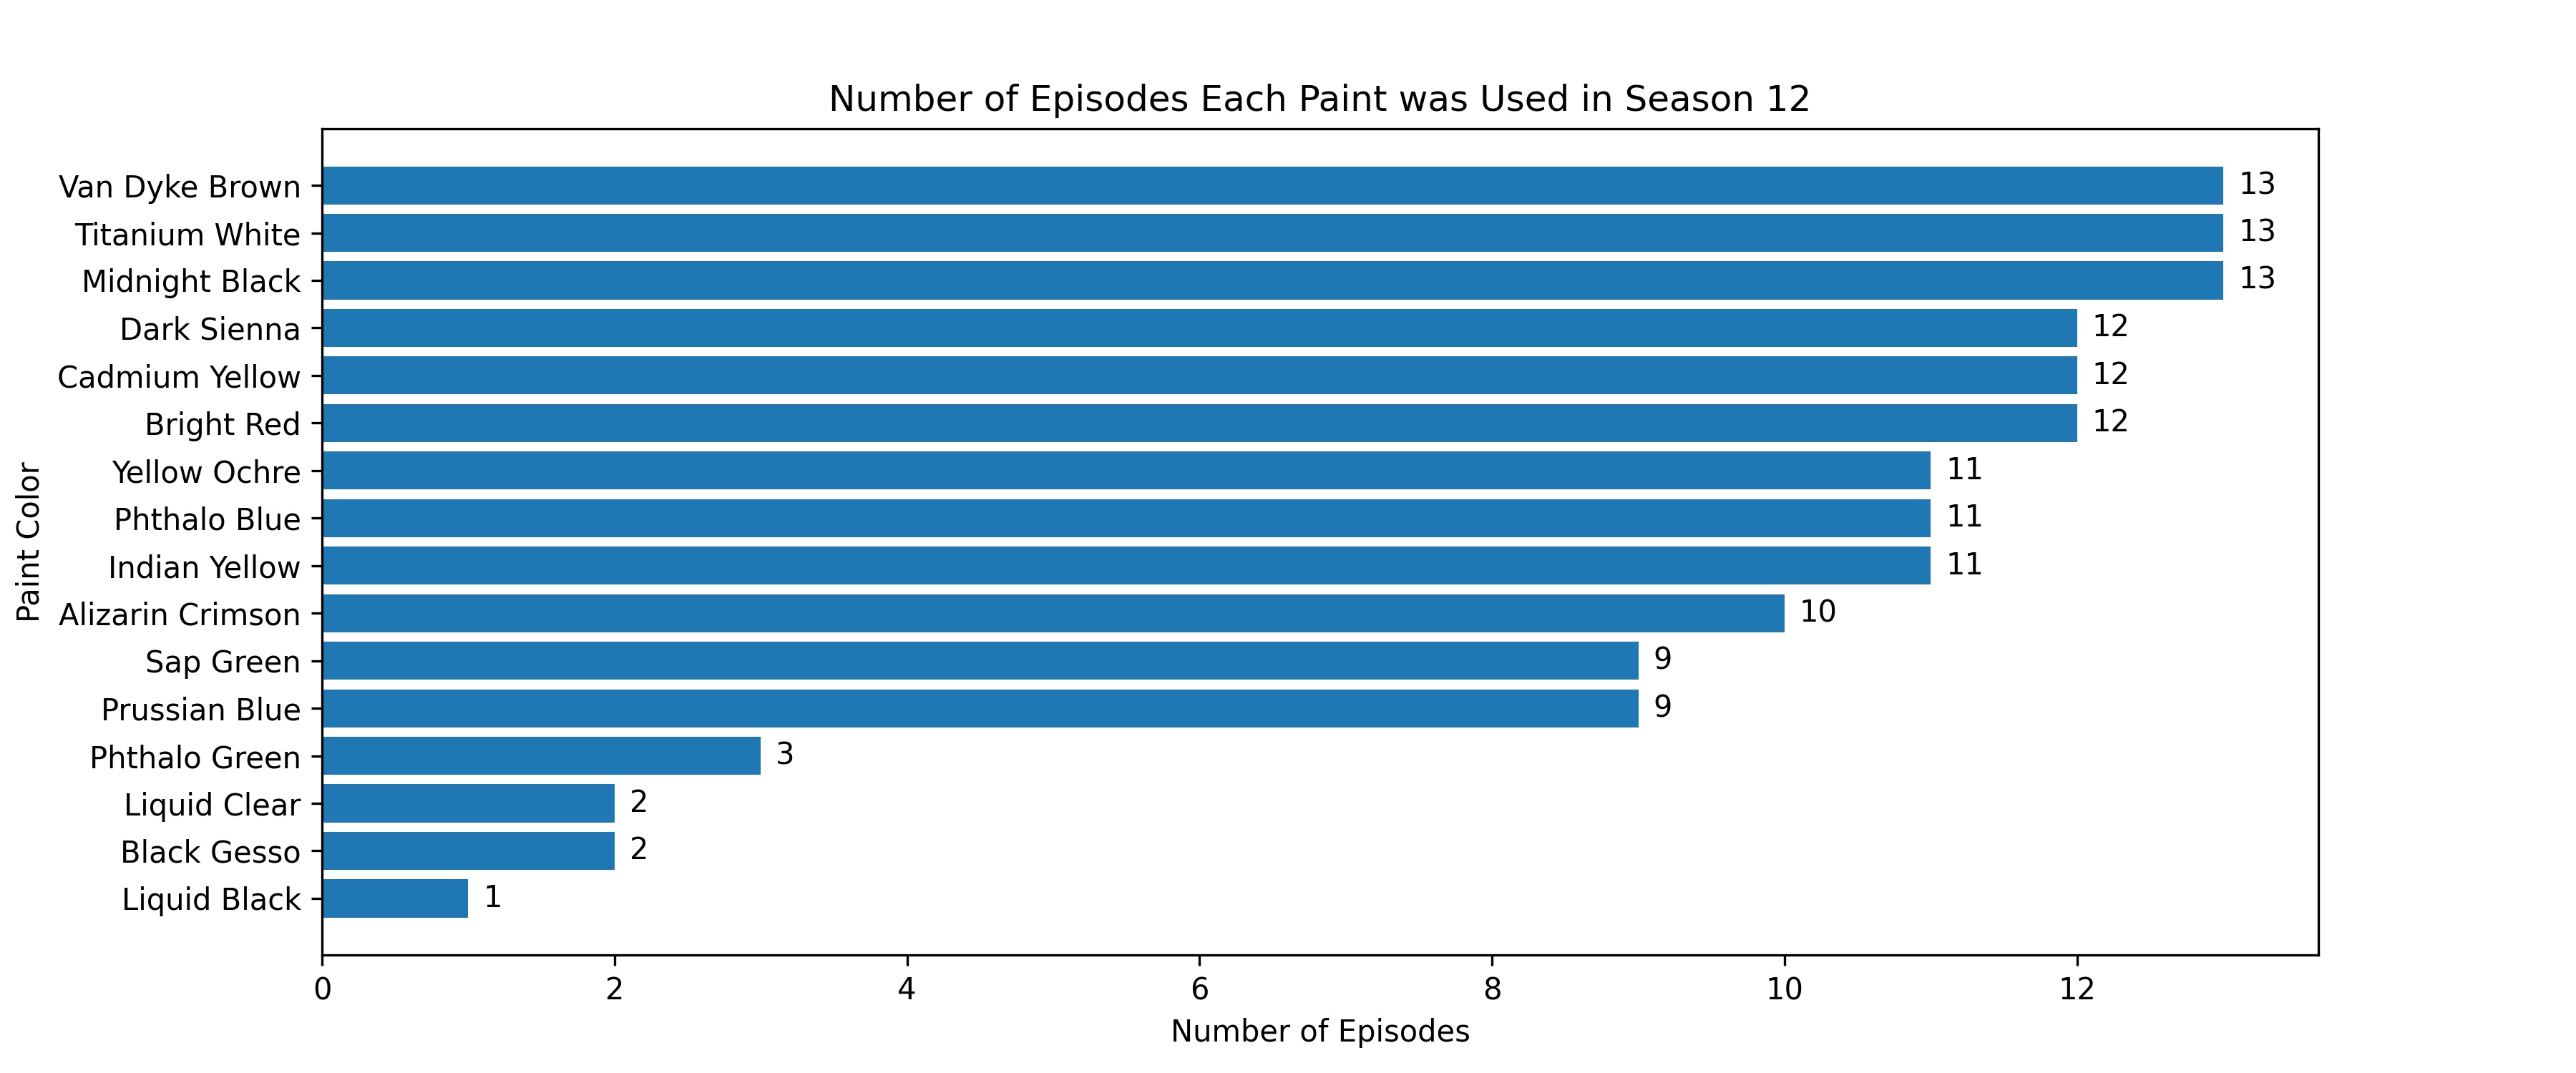 Number of Episodes Each Paint was Used in Season 12
Paint Color
Van Dyke Brown 13
Titanium White 13
Midnight Black 13
Dark Sienna 12
Cadmium Yellow 12
Bright Red 12
Yellow Ochre 11
Phthalo Blue 11
Indian Yellow 11
Alizarin Crimson 10
Sap Green 9
Prussian Blue 9
Phthalo Green 3
Liquid Clear 2
Black Gesso 2
Liquid Black 1
0 2 4 6 8 10 12
Number of Episodes